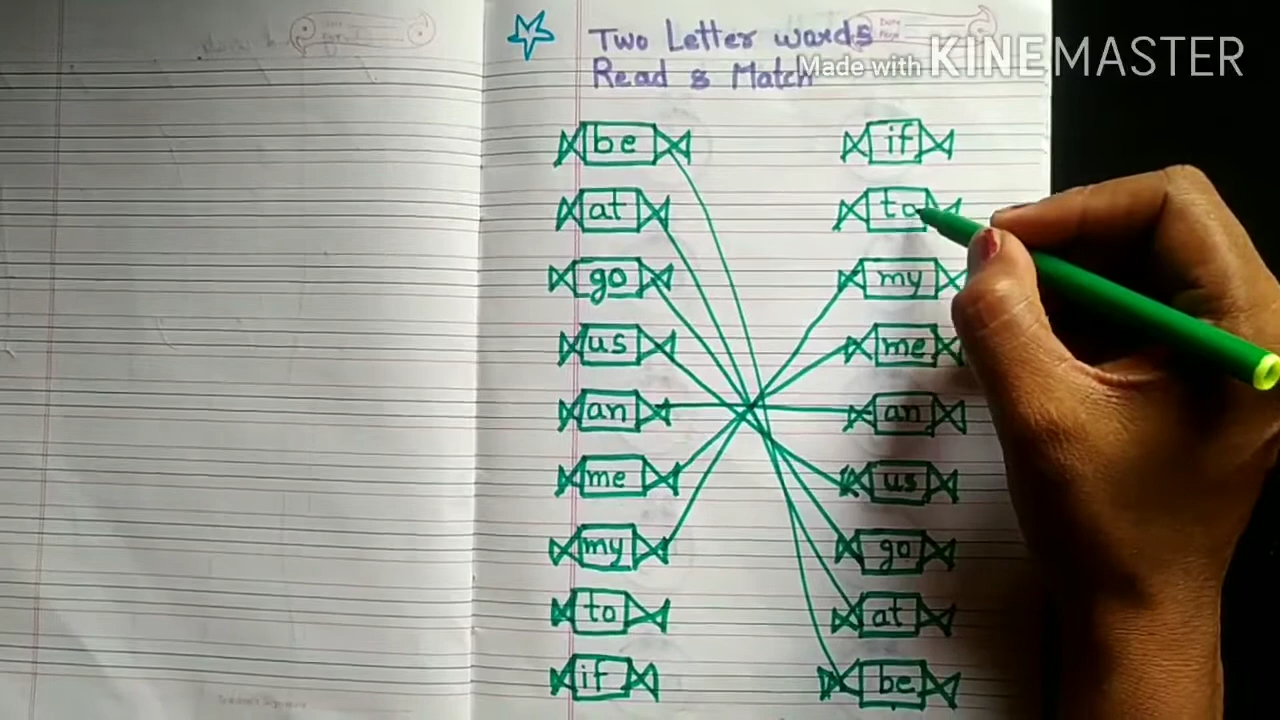 Two Letter words
Read & Match
Made with KINEMASTER
be if
at to
go my
us me
an an
me us
my go
to at
if be